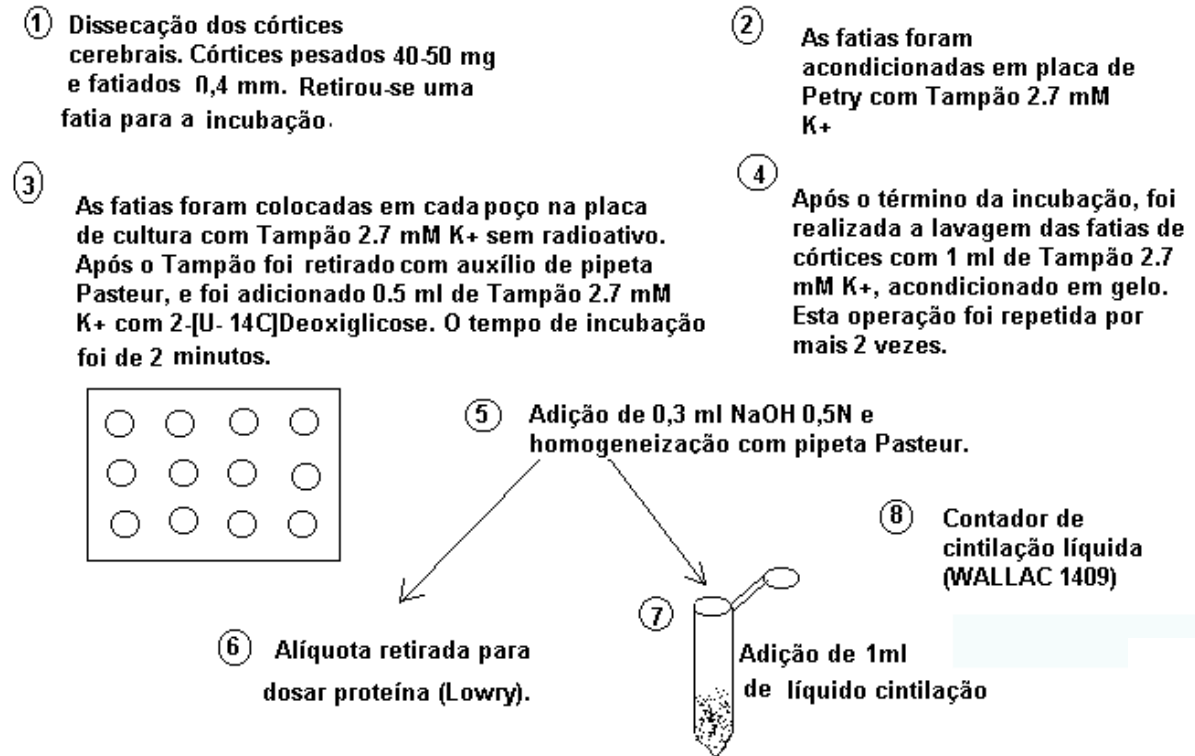 1 Dissecação dos córtices
cerebrais. Córtices pesados 40-50 mg
e fatiados 0,4 mm. Retirou-se uma
fatia para a incubação.
2 As fatias foram
acondicionadas em placa de
Petry com Tampão 2.7 mM
K+
3 As fatias foram colocadas em cada poço na placa
de cultura com Tampão 2.7 mM K+ sem radioativo.
Após o Tampão foi retirado com auxílio de pipeta
Pasteur, e foi adicionado 0.5 ml de Tampão 2.7 mM
K+ com 2-[U- 14C]Deoxiglicose. O tempo de incubação
foi de 2 minutos.
4 Após o término da incubação, foi
realizada a lavagem das fatias de
córtices com 1 ml de Tampão 2.7
mM K+, acondicionado em gelo.
Esta operação foi repetida por
mais 2 vezes.
5 Adição de 0,3 ml NaOH 0,5N e
homogeneização com pipeta Pasteur.
6 Alíquota retirada para
dosar proteína (Lowry).
7 Adição de 1ml
de líquido cintilação
8 Contador de
cintilação líquida
(WALLAC 1409)